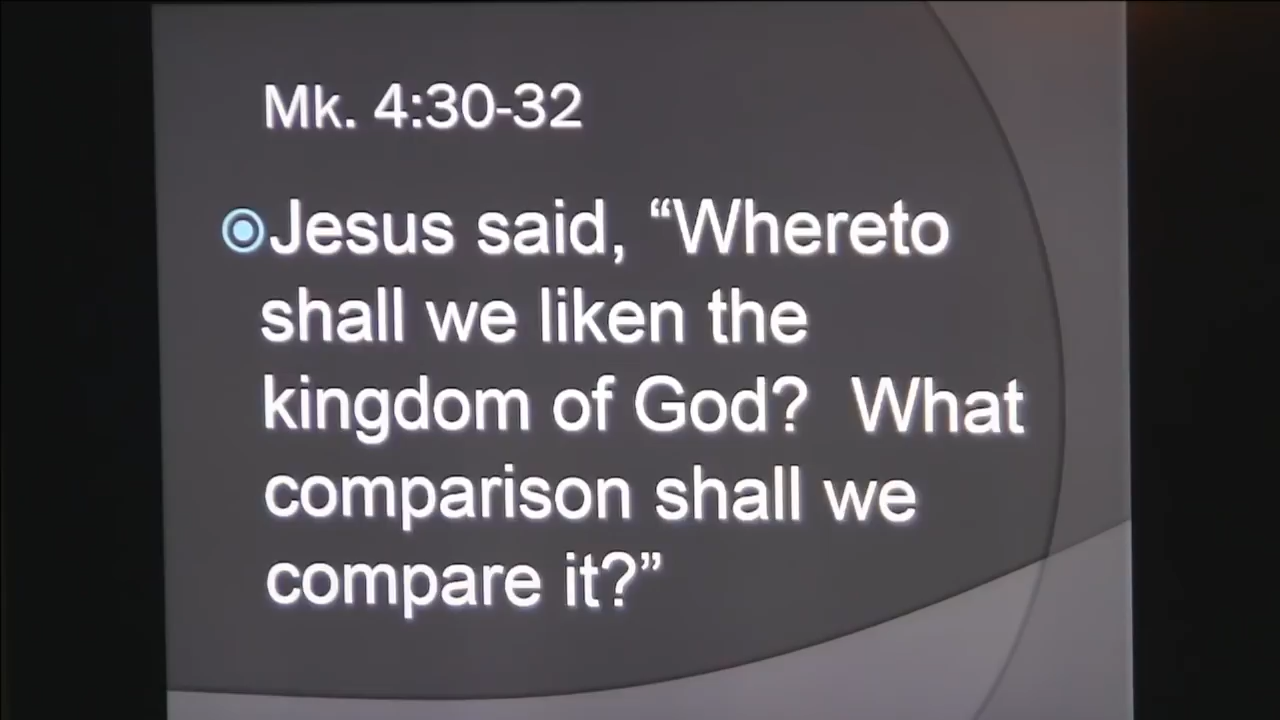 Mk. 4:30-32
Jesus said, “Whereto
shall we liken the
kingdom of God?  What
comparison shall we
compare it?”